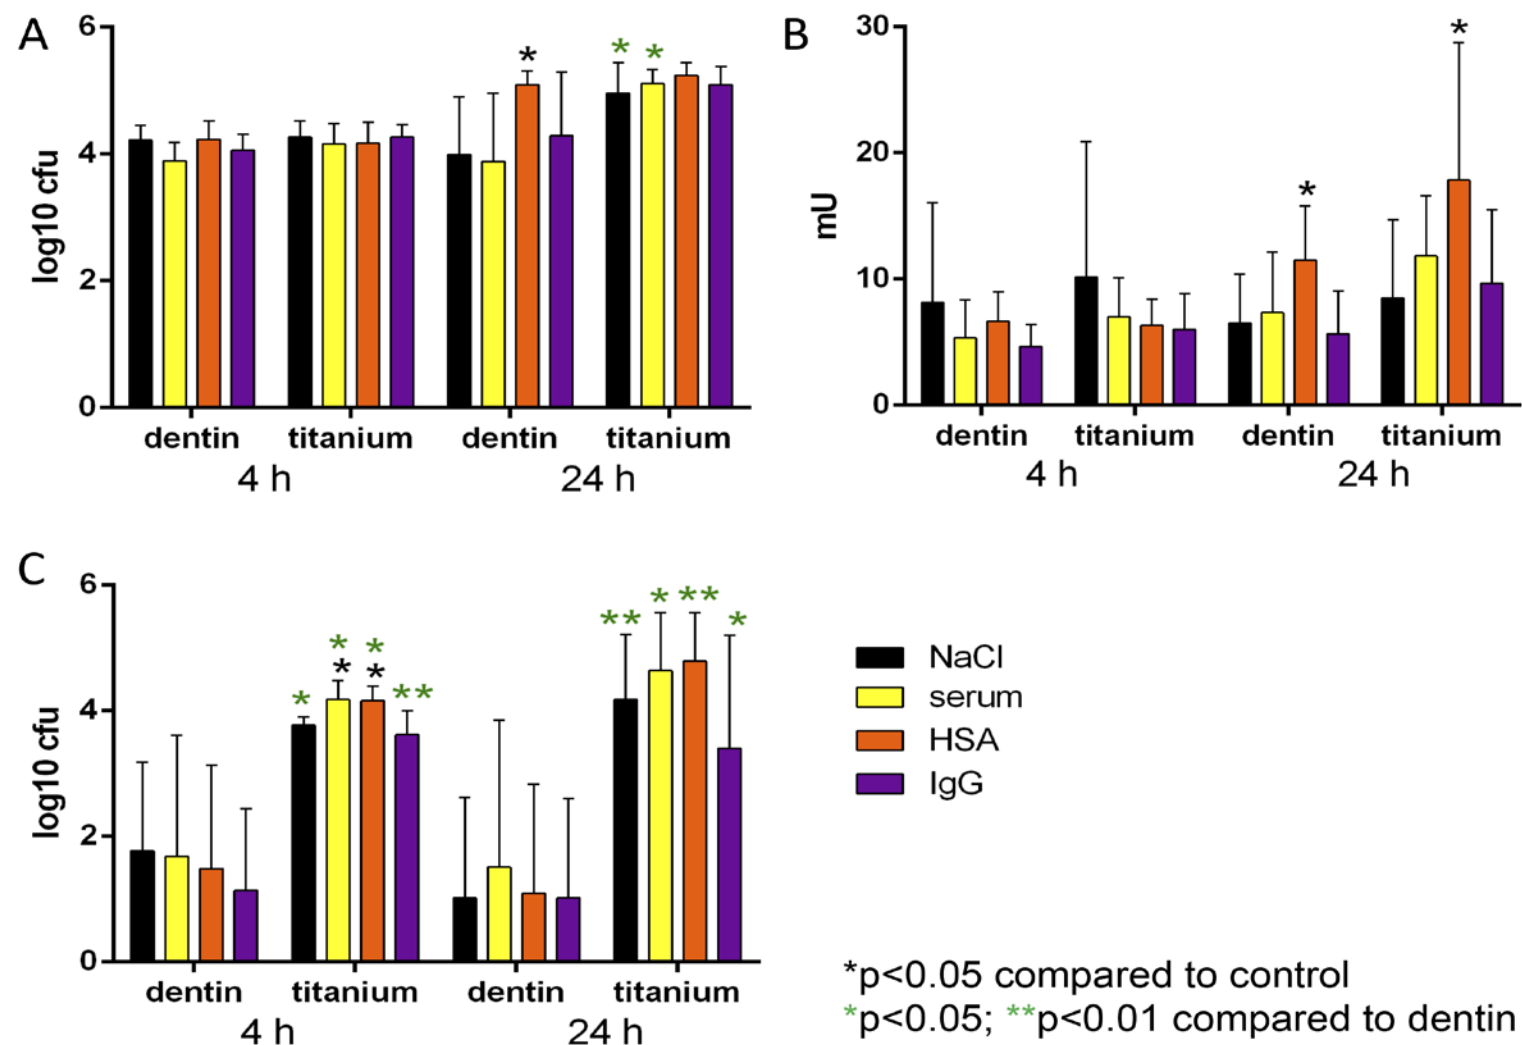 A
6
4
2
0
log10 cfu
* * * *
dentin titanium dentin titanium
4 h 24 h
B
30
20
10
0
mU
* *
dentin titanium dentin titanium
4 h 24 h
C
6
4
2
0
log10 cfu
* * * ** ** * ** *
* *
dentin titanium dentin titanium
4 h 24 h
NaCl
serum
HSA
IgG
*p<0.05 compared to control
*p<0.05; **p<0.01 compared to dentin